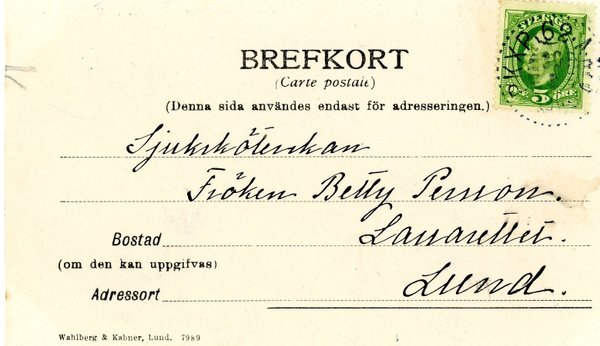 BREFKORT
(Carte postale)
(Denna sida användes endast för adresseringen.)
SVERIGE
5 ÖRE
Sjuksköterskan
Fröken Betty Persson.
Bostad Lasarettet.
(om den kan uppgifvas)
Adressort Lund.
Wahlberg & Kabner, Lund. 7989